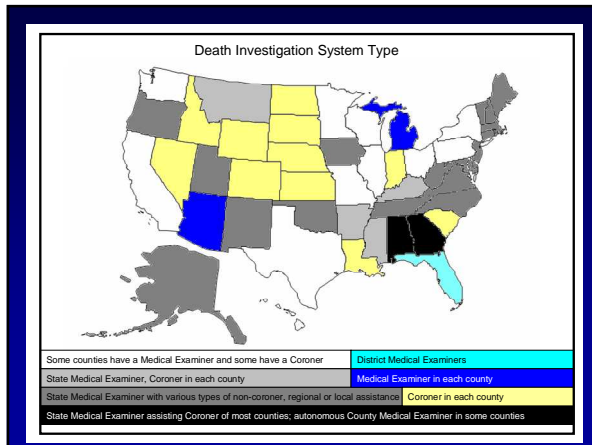 Death Investigation System Type
Some counties have a Medical Examiner and some have a Coroner
District Medical Examiners
State Medical Examiner, Coroner in each county
Medical Examiner in each county
State Medical Examiner with various types of non-coroner, regional or local assistance
Coroner in each county
State Medical Examiner assisting Coroner of most counties; autonomous County Medical Examiner in some counties